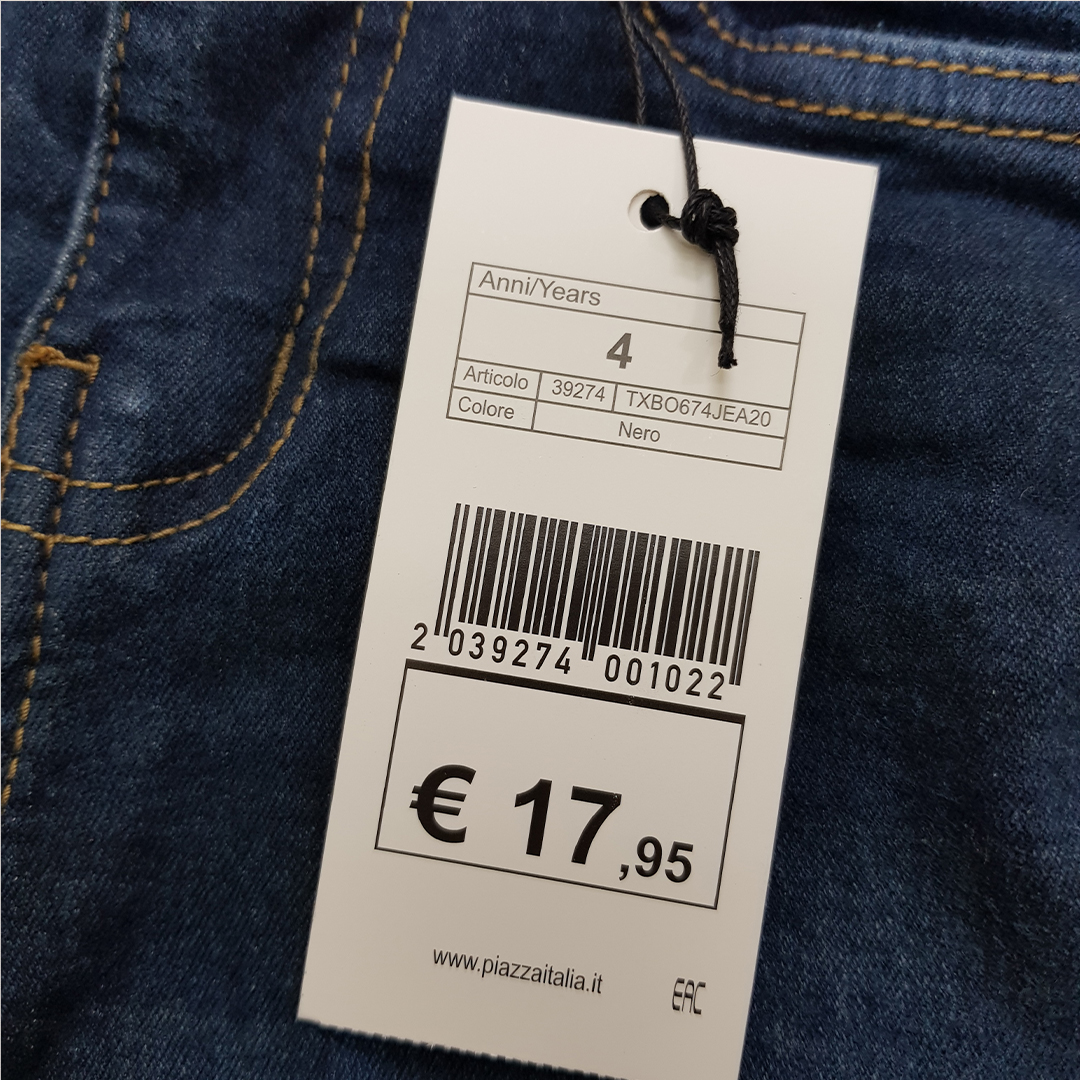 Anni/Years
4
Articolo 39274 TXBO674JEA20
Colore Nero
2 039274 001022
€ 17,95
www.piazzaitalia.it
EAC